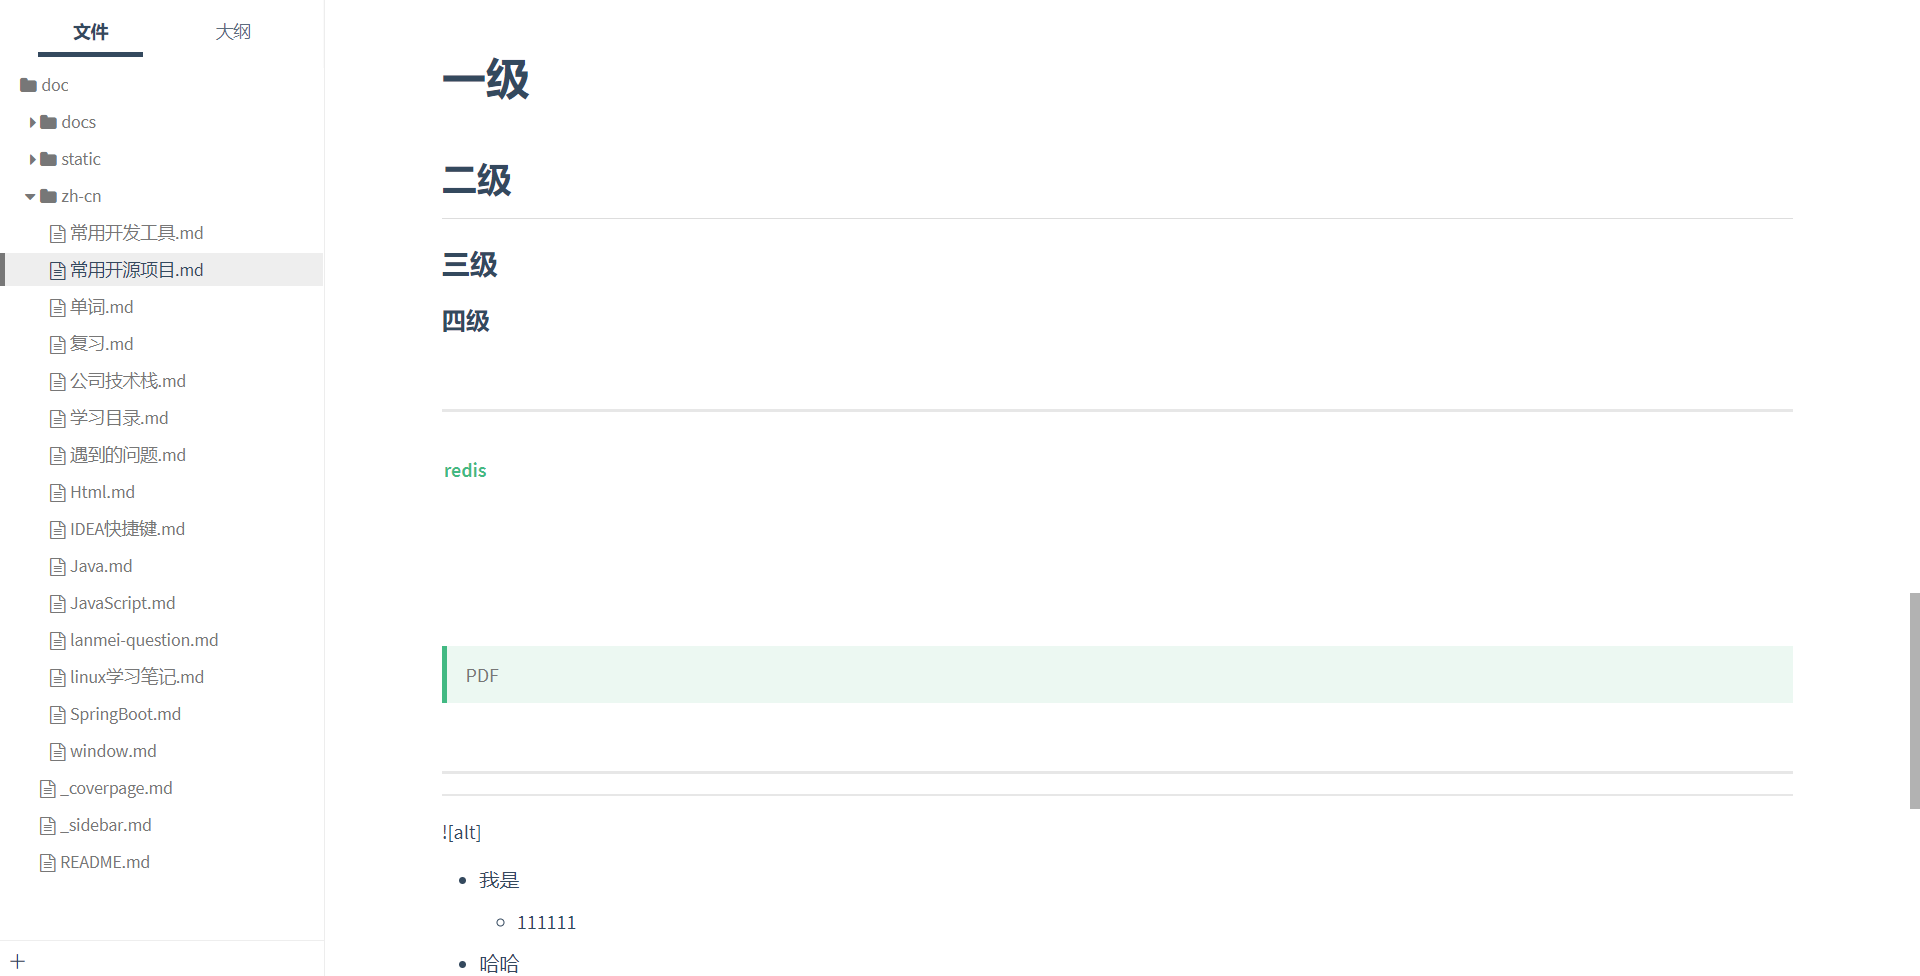 文件 大纲
doc
docs
static
zh-cn
常用开发工具.md
常用开源项目.md
单词.md
复习.md
公司技术栈.md
学习目录.md
遇到的问题.md
Html.md
IDEA快捷键.md
Java.md
JavaScript.md
lanmei-question.md
linux学习笔记.md
SpringBoot.md
window.md
_coverpage.md
_sidebar.md
README.md
一级
二级
三级
四级
redis
PDF
![alt]
我是
111111
哈哈